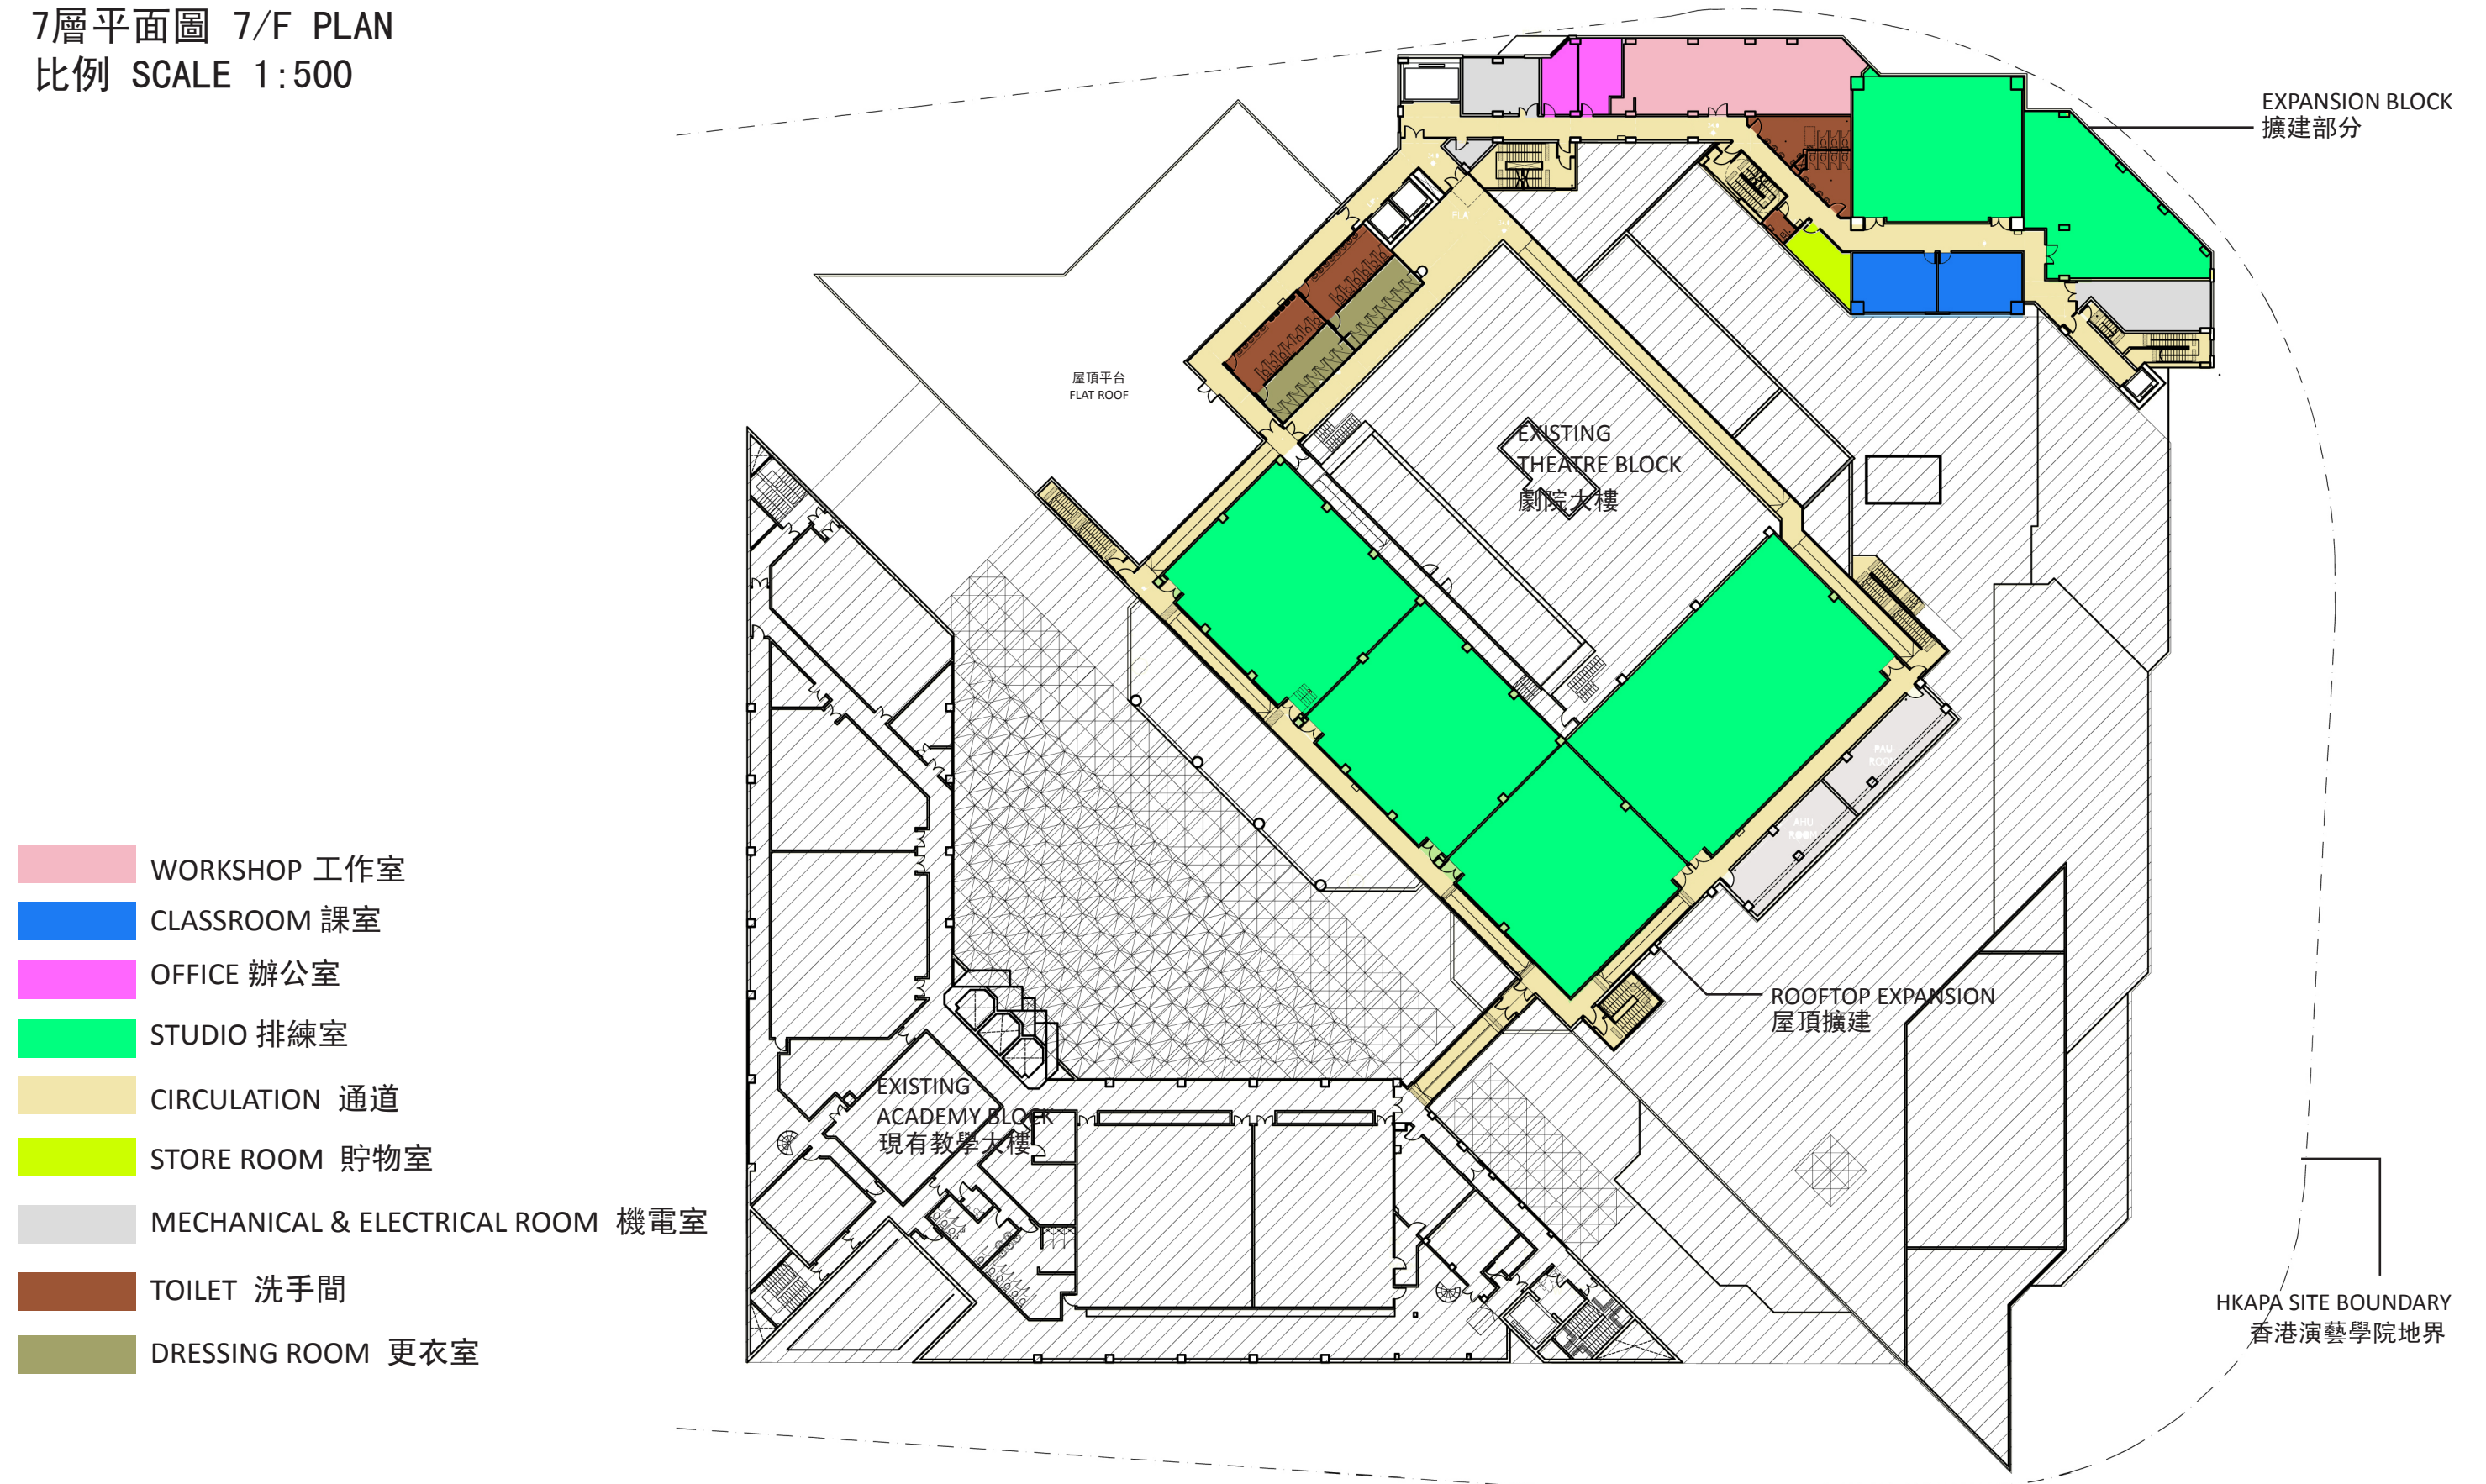 7層平面圖 7/F PLAN
比例 SCALE 1:500
EXPANSION BLOCK
擴建部分
FLA
屋頂平台
FLAT ROOF
EXISTING
THEATRE BLOCK
劇院大樓
PAU
ROOM
AHU
ROOM
WORKSHOP 工作室
CLASSROOM 課室
OFFICE 辦公室
STUDIO 排練室
CIRCULATION 通道
STORE ROOM 貯物室
MECHANICAL & ELECTRICAL ROOM 機電室
TOILET 洗手間
DRESSING ROOM 更衣室
ROOFTOP EXPANSION
屋頂擴建
EXISTING
ACADEMY BLOCK
現有教學大樓
HKAPA SITE BOUNDARY
香港演藝學院地界